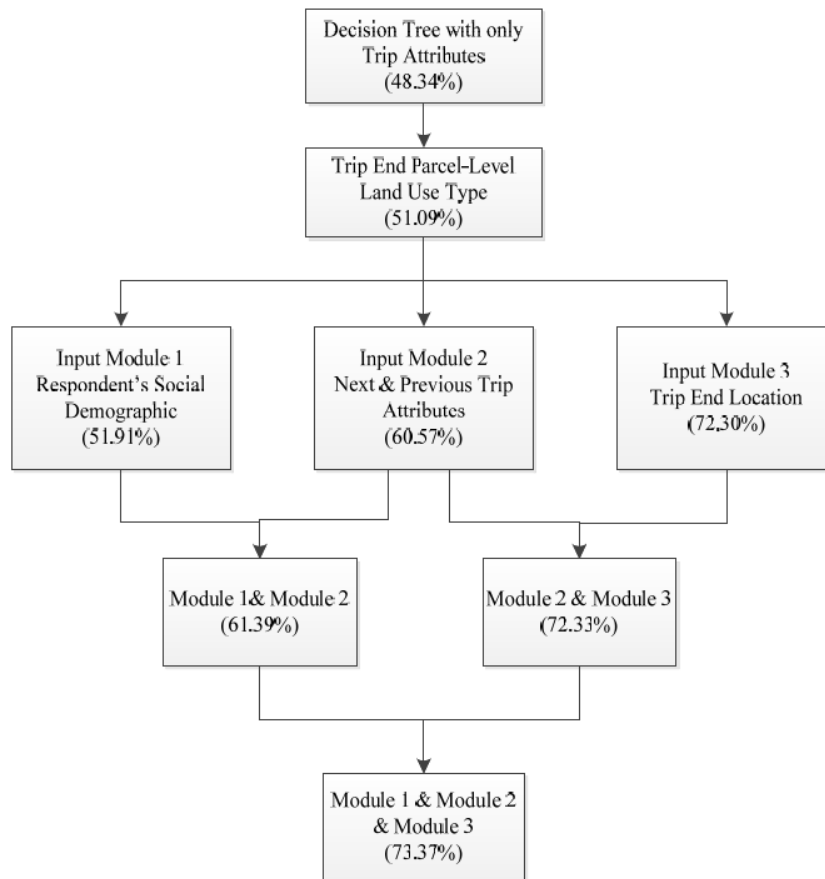 Decision Tree with only
Trip Attributes
(48.34%)
Trip End Parcel-Level
Land Use Type
(51.09%)
Input Module 1
Respondent's Social
Demographic
(51.91%)
Input Module 2
Next & Previous Trip
Attributes
(60.57%)
Input Module 3
Trip End Location
(72.30%)
Module 1& Module 2
(61.39%)
Module 2 & Module 3
(72.33%)
Module 1 & Module 2
& Module 3
(73.37%)